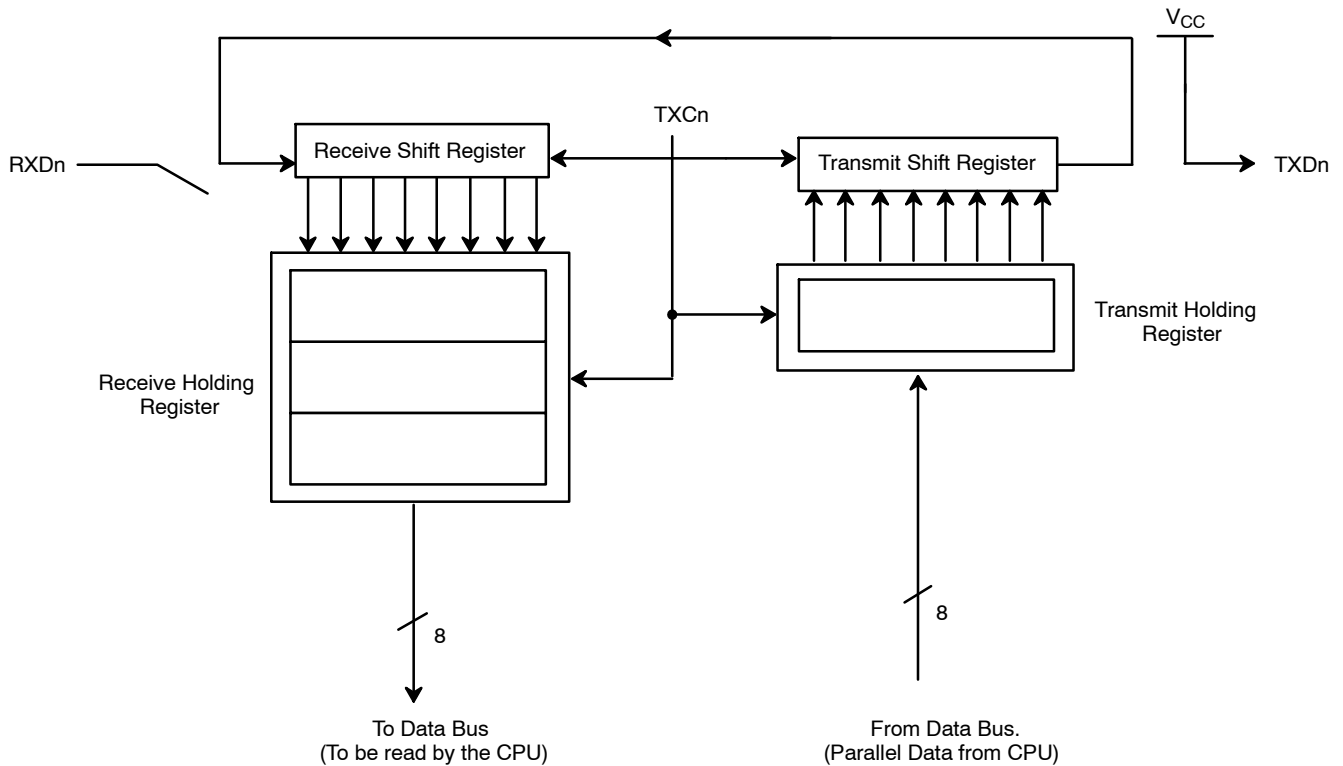 VCC
TXCn
Receive Shift Register
Transmit Shift Register
RXDn
TXDn
Transmit Holding
Register
Receive Holding
Register
8
8
To Data Bus
(To be read by the CPU)
From Data Bus.
(Parallel Data from CPU)